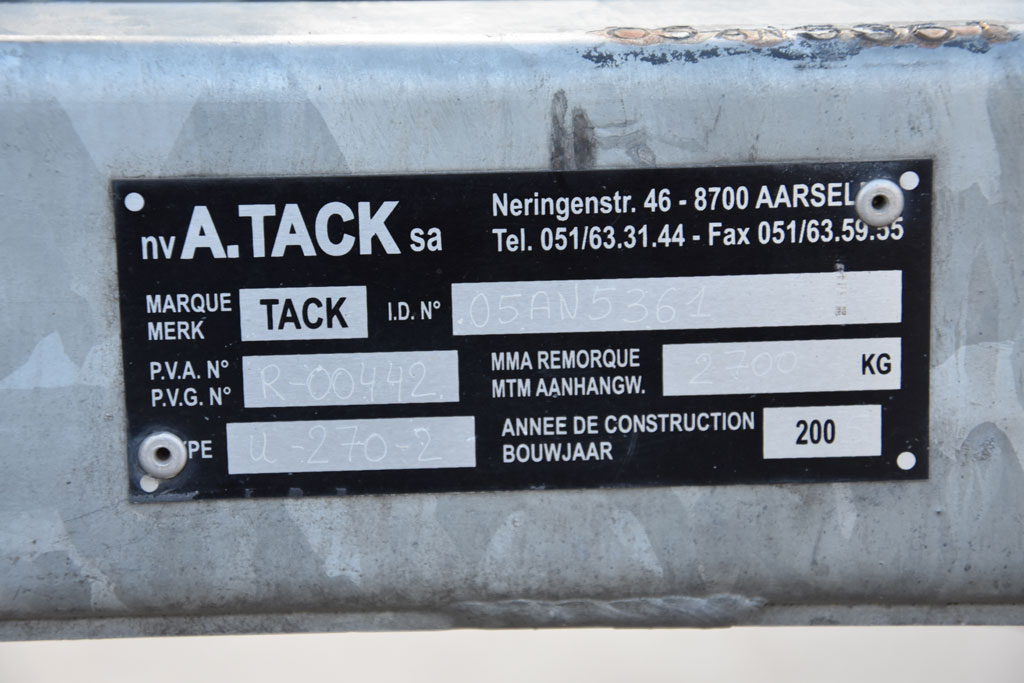 nv A.TACK sa
Neringenstr. 46 - 8700
Tel. 051/63.31.44 - Fax 051/63.59.55
MARQUE
MERK
TACK
I.D. N°
05AN5361
P.V.A. N°
P.V.G. N°
R-00442
MMA REMORQUE
MTM AANHANGW.
2700 KG
U-270-2
ANNEE DE CONSTRUCTION
BOUWJAAR
200